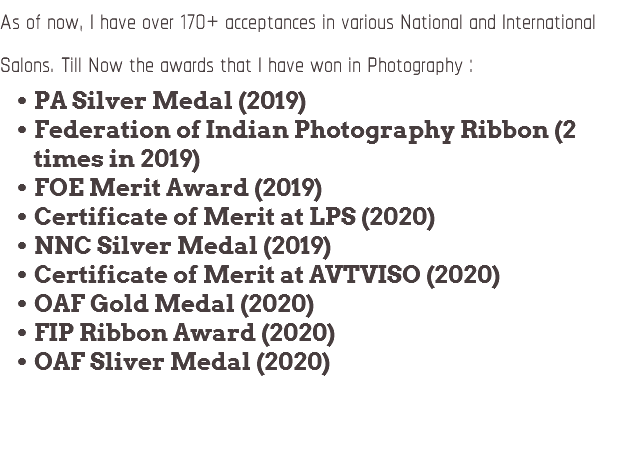 As of now, I have over 170+ acceptances in various National and International
Salons. Till Now the awards that I have won in Photography :
• PA Silver Medal (2019)
• Federation of Indian Photography Ribbon (2
times in 2019)
• FOE Merit Award (2019)
• Certificate of Merit at LPS (2020)
• NNC Silver Medal (2019)
• Certificate of Merit at AVTVISO (2020)
• OAF Gold Medal (2020)
• FIP Ribbon Award (2020)
• OAF Sliver Medal (2020)